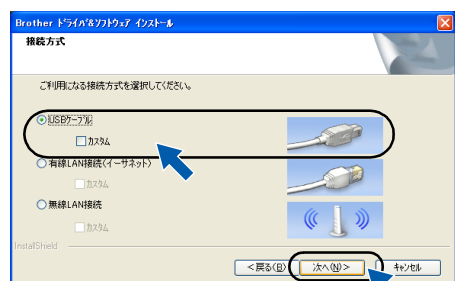 Brother ドライバ&ソフトウェア インストール
接続方式
ご利用になる接続方式を選択してください。
USBケーブル
カスタム
有線LAN接続(イーサネット)
カスタム
無線LAN接続
カスタム
InstallShield
<戻る(B) 次へ(N)> キャンセル